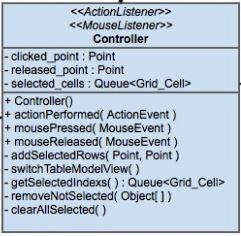 <<ActionListener>>
<<MouseListener>>
Controller
- clicked_point : Point
- released_point : Point
- selected_cells : Queue<Grid_Cell>
+ Controller()
+ actionPerformed( ActionEvent )
+ mousePressed( MouseEvent )
+ mouseReleased( MouseEvent )
- addSelectedRows( Point, Point )
- switchTableModelView( )
- getSelectedIndexs( ) : Queue<Grid_Cell>
- removeNotSelected( Object[ ] )
- clearAllSelected( )